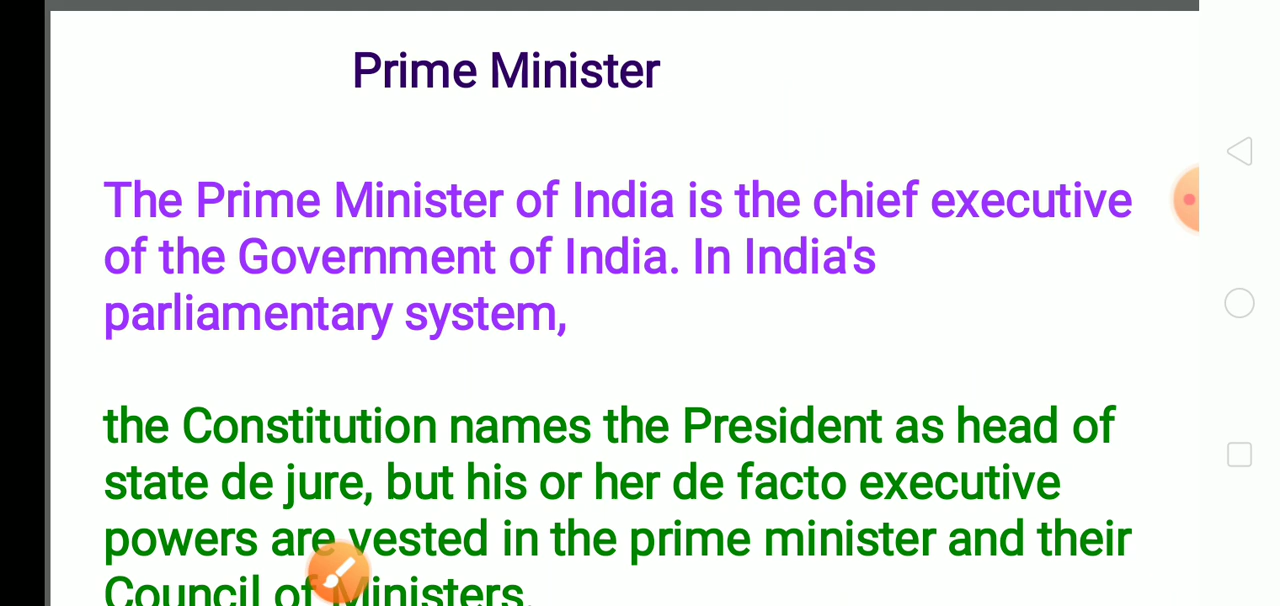 Prime Minister
The Prime Minister of India is the chief executive
of the Government of India. In India's
parliamentary system,
the Constitution names the President as head of
state de jure, but his or her de facto executive
powers are vested in the prime minister and their
Council of Ministers.